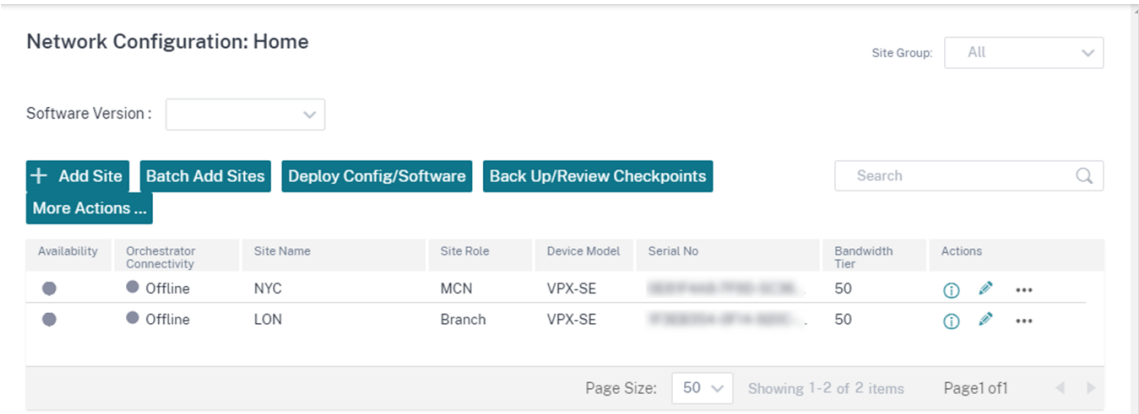 Network Configuration: Home
Site Group: All
Software Version :
+ Add Site Batch Add Sites Deploy Config/Software Back Up/Review Checkpoints Search
More Actions ...
Availability Orchestrator Connectivity Site Name Site Role Device Model Serial No Bandwidth Tier Actions
Offline NYC MCN VPX-SE 50 ...
Offline LON Branch VPX-SE 50 ...
Page Size: 50 Showing 1-2 of 2 items Page1 of1